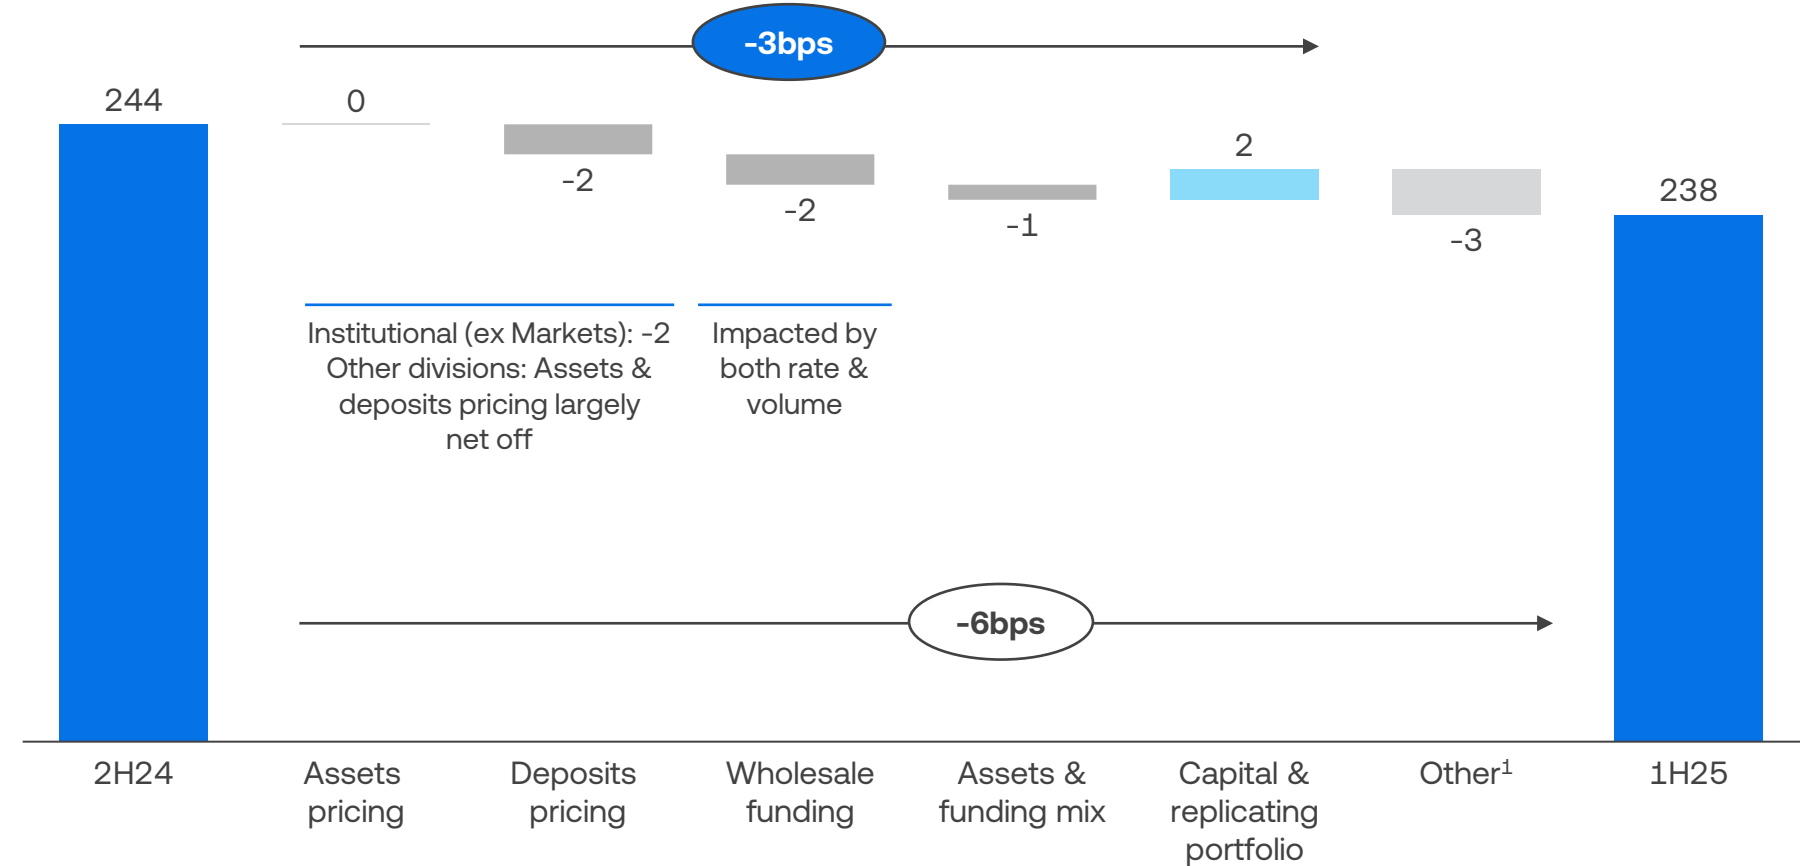 -3bps
244
0
-2
-2
-1
2
-3
238
Institutional (ex Markets): -2
Other divisions: Assets &
deposits pricing largely
net off
Impacted by
both rate &
volume
-6bps
2H24
Assets
pricing
Deposits
pricing
Wholesale
funding
Assets &
funding mix
Capital &
replicating
portfolio
Other¹
1H25